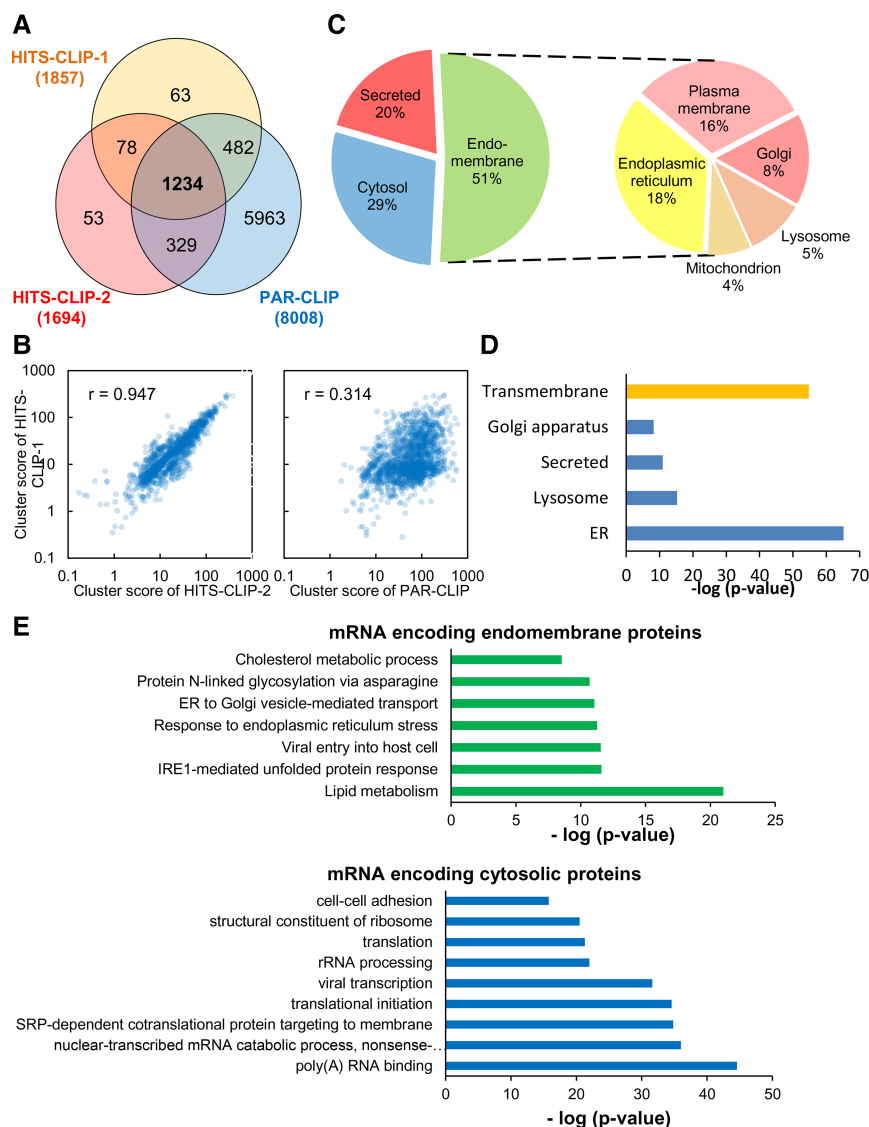 A
HITS-CLIP-1
(1857)
63
78
482
1234
53
5963
329
HITS-CLIP-2
(1694)
PAR-CLIP
(8008)
C
Secreted
20%
Endo-
membrane
51%
Cytosol
29%
Plasma
membrane
16%
Golgi
8%
Endoplasmic
reticulum
18%
Lysosome
5%
Mitochondrion
4%
B
Cluster score of HITS-
CLIP-1
1000
100
10
1
0.1
r = 0.947
0.1 1 10 100 1000
Cluster score of HITS-CLIP-2
r = 0.314
0.1 1 10 100 1000
Cluster score of PAR-CLIP
D
Transmembrane
Golgi apparatus
Secreted
Lysosome
ER
0 10 20 30 40 50 60 70
-log (p-value)
E
mRNA encoding endomembrane proteins
Cholesterol metabolic process
Protein N-linked glycosylation via asparagine
ER to Golgi vesicle-mediated transport
Response to endoplasmic reticulum stress
Viral entry into host cell
IRE1-mediated unfolded protein response
Lipid metabolism
0 5 10 15 20 25
- log (p-value)
mRNA encoding cytosolic proteins
cell-cell adhesion
structural constituent of ribosome
translation
rRNA processing
viral transcription
translational initiation
SRP-dependent cotranslational protein targeting to membrane
nuclear-transcribed mRNA catabolic process, nonsense-…
poly(A) RNA binding
0 10 20 30 40 50
- log (p-value)